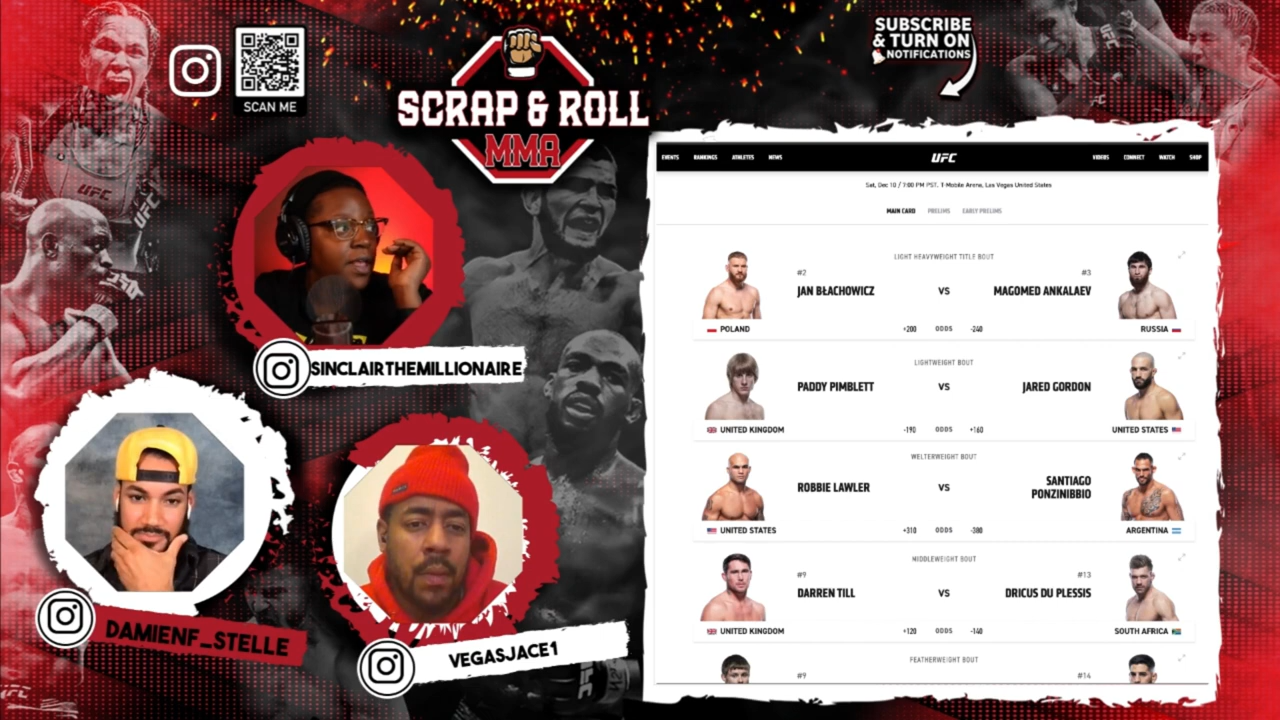 SCAN ME
SCRAP & ROLL
MMA
SUBSCRIBE
& TURN ON
NOTIFICATIONS
SINCLAIRTHEMILLIONAIRE
DAMIENF_STELLE
VEGASJACE1
EVENTS RANKINGS ATHLETES NEWS UFC VIDEOS CONNECT WATCH SHOP
Sat, Dec 10 / 7:00 PM PST, T-Mobile Arena, Las Vegas United States
MAIN CARD PRELIMS EARLY PRELIMS
LIGHT HEAVYWEIGHT TITLE BOUT
#2 #3
JAN BŁACHOWICZ VS MAGOMED ANKALAEV
POLAND +200 ODDS -240 RUSSIA
LIGHTWEIGHT BOUT
PADDY PIMBLETT VS JARED GORDON
UNITED KINGDOM -190 ODDS +160 UNITED STATES
WELTERWEIGHT BOUT
ROBBIE LAWLER VS SANTIAGO
PONZINIBBIO
UNITED STATES +310 ODDS -380 ARGENTINA
MIDDLEWEIGHT BOUT
#9 #13
DARREN TILL VS DRICUS DU PLESSIS
UNITED KINGDOM +120 ODDS -140 SOUTH AFRICA
FEATHERWEIGHT BOUT
#9 #14
UFC
UFC
UFC
UFC